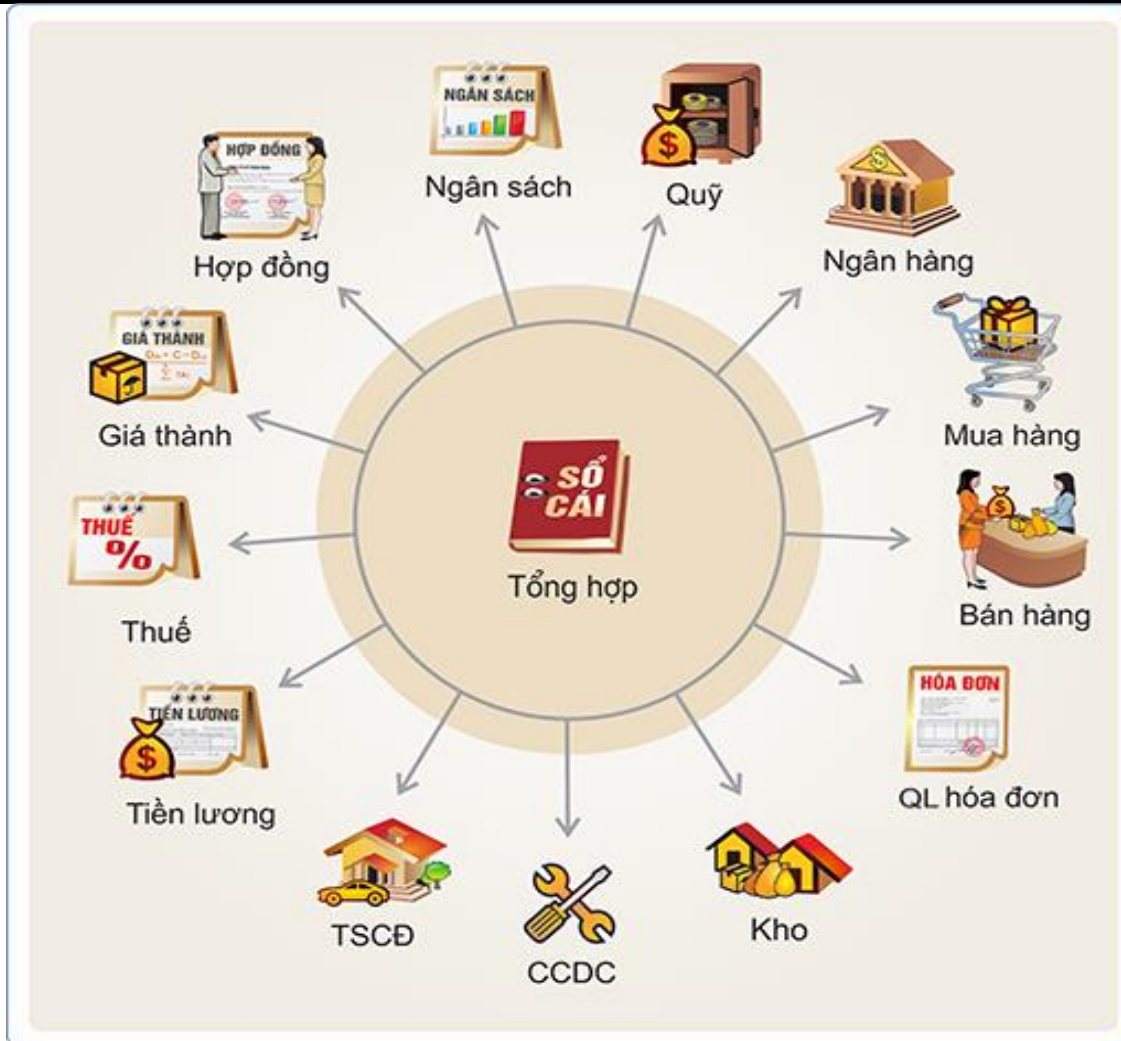 NGÂN SÁCH
Ngân sách
$
Quỹ
HỢP ĐỒNG
Hợp đồng
Ngân hàng
GIÁ THÀNH
Giá thành
Mua hàng
SỔ
CÁI
Tổng hợp
THUẾ
%
Thuế
$
Bán hàng
TIỀN LƯƠNG
$
Tiền lương
HÓA ĐƠN
QL hóa đơn
TSCĐ
CCDC
Kho